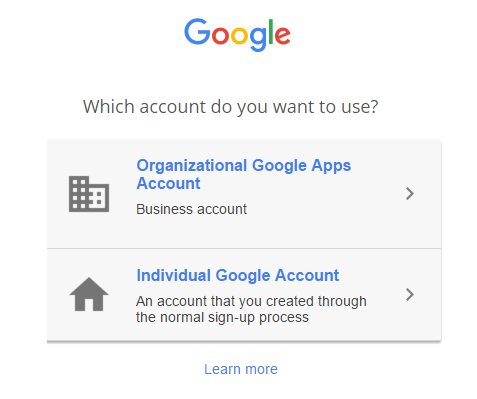 Google
Which account do you want to use?
Organizational Google Apps
Account
Business account
Individual Google Account
An account that you created through
the normal sign-up process
Learn more